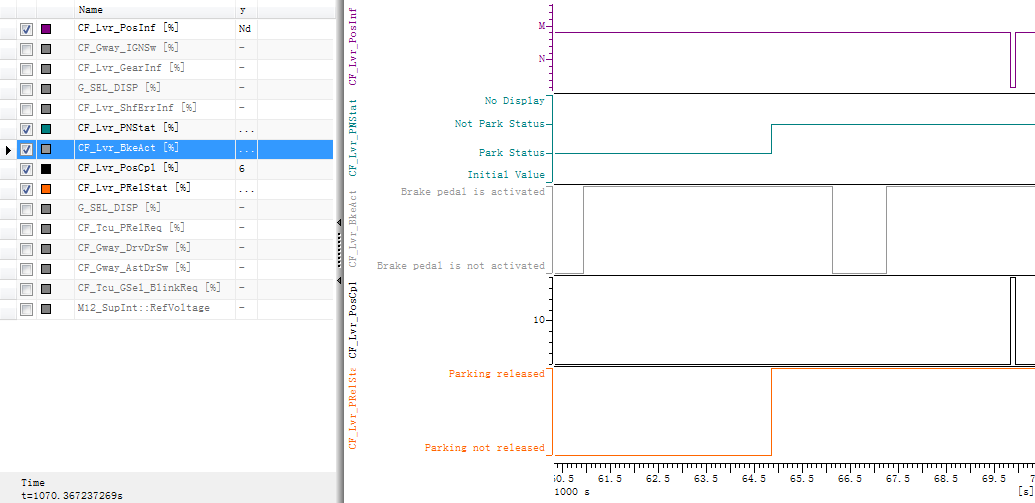 Name y
CF_Lvr_PosInf [%] Nd
CF_Gway_IGNSw [%] -
CF_Lvr_GearInf [%] -
G_SEL_DISP [%] -
CF_Lvr_ShfErrInf [%] -
CF_Lvr_PNStat [%] ...
CF_Lvr_BkeAct [%] ...
CF_Lvr_PosCpl [%] 6
CF_Lvr_PRelStat [%] ...
G_SEL_DISP [%] -
CF_Tcu_PRelReq [%] -
CF_Gway_DrvDrSw [%] -
CF_Gway_AstDrSw [%] -
CF_Tcu_GSel_BlinkReq [%] -
M12_SupInt::RefVoltage -
Time
t=1070.367237269s
CF_Lvr_PosInf
M
N
CF_Lvr_PNStat
No Display
Not Park Status
Park Status
Initial Value
CF_Lvr_BkeAct
Brake pedal is activated
Brake pedal is not activated
CF_Lvr_PosCpl
10
CF_Lvr_PRelSta
Parking released
Parking not released
60.5 61.5 62.5 63.5 64.5 65.5 66.5 67.5 68.5 69.5 7
1000 s [s]